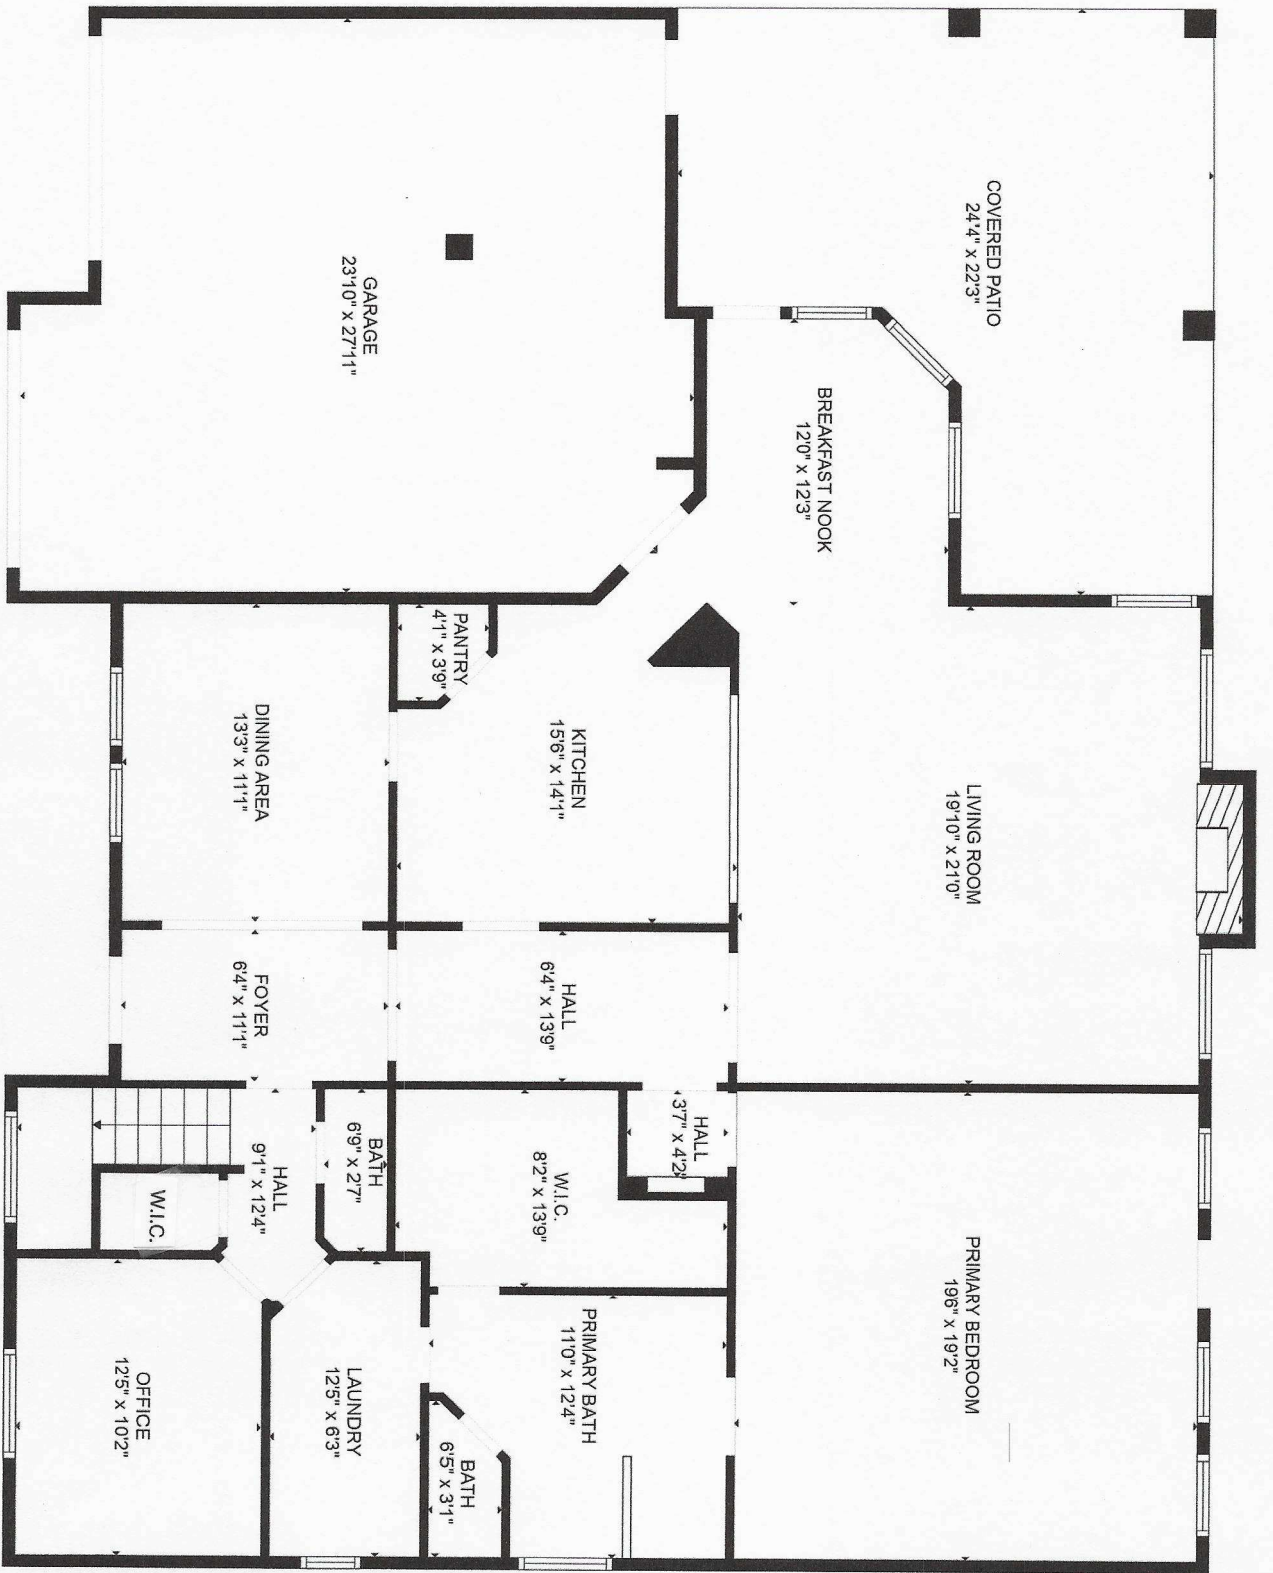 COVERED PATIO
24'4" x 22'3"
GARAGE
23'10" x 27'11"
BREAKFAST NOOK
12'0" x 12'3"
PANTRY
4'1" x 3'9"
DINING AREA
13'3" x 11'1"
KITCHEN
15'6" x 14'1"
LIVING ROOM
19'10" x 21'0"
FOYER
6'4" x 11'1"
HALL
6'4" x 13'9"
HALL
3'7" x 4'2"
BATH
6'9" x 2'7"
HALL
9'1" x 12'4"
W.I.C.
W.I.C.
8'2" x 13'9"
PRIMARY BEDROOM
19'6" x 19'2"
PRIMARY BATH
11'0" x 12'4"
OFFICE
12'5" x 10'2"
LAUNDRY
12'5" x 6'3"
BATH
6'5" x 3'1"